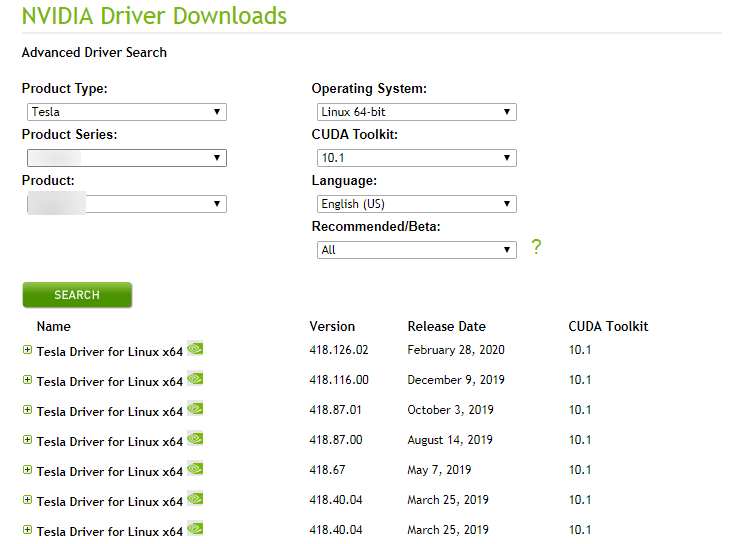 NVIDIA Driver Downloads
Advanced Driver Search
Product Type: Operating System:
Tesla Linux 64-bit
Product Series: CUDA Toolkit:
10.1
Product: Language:
English (US)
Recommended/Beta:
All ?
SEARCH
Name Version Release Date CUDA Toolkit
Tesla Driver for Linux x64 418.126.02 February 28, 2020 10.1
Tesla Driver for Linux x64 418.116.00 December 9, 2019 10.1
Tesla Driver for Linux x64 418.87.01 October 3, 2019 10.1
Tesla Driver for Linux x64 418.87.00 August 14, 2019 10.1
Tesla Driver for Linux x64 418.67 May 7, 2019 10.1
Tesla Driver for Linux x64 418.40.04 March 25, 2019 10.1
Tesla Driver for Linux x64 418.40.04 March 25, 2019 10.1